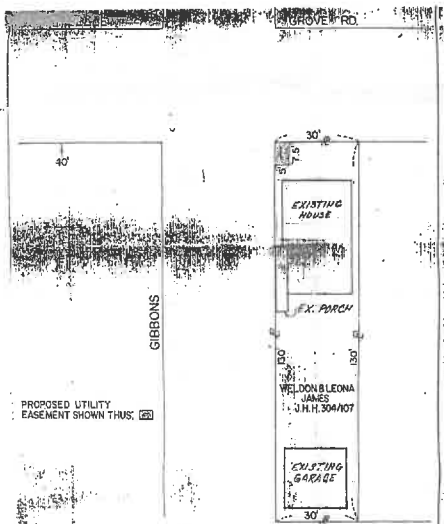 GROVE RD.
30'
40'
7.5'
5'
EXISTING
HOUSE
GIBBONS
EX. PORCH
130'
130'
WELDON & LEONA
JAMES
J.H.H. 304/107
PROPOSED UTILITY
EASEMENT SHOWN THUS:
EXISTING
GARAGE
30'